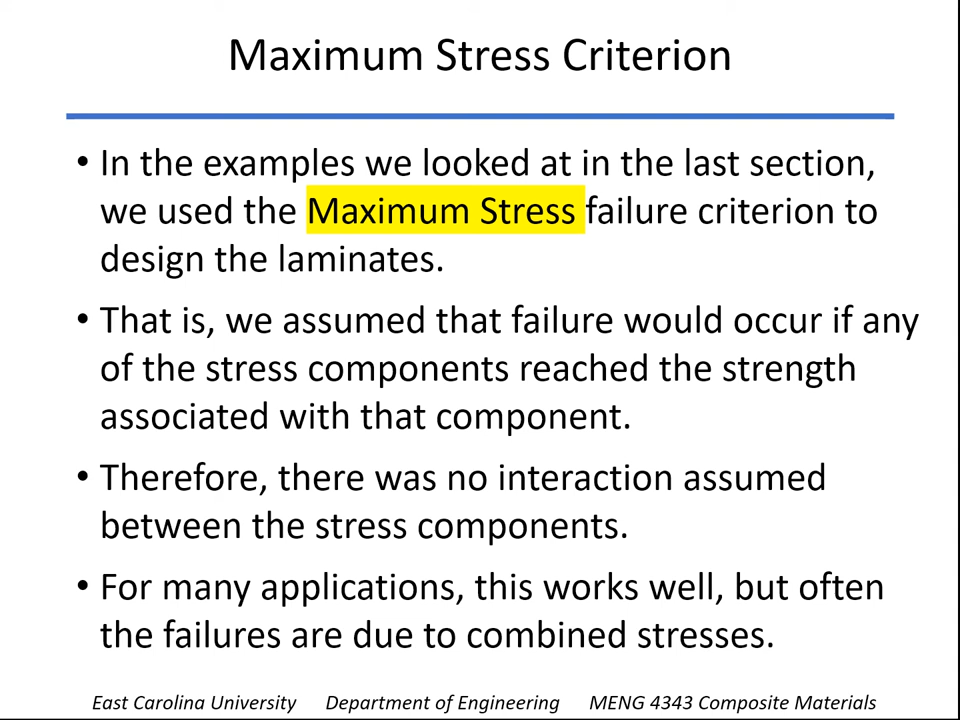 Maximum Stress Criterion
• In the examples we looked at in the last section,
we used the Maximum Stress failure criterion to
design the laminates.
• That is, we assumed that failure would occur if any
of the stress components reached the strength
associated with that component.
• Therefore, there was no interaction assumed
between the stress components.
• For many applications, this works well, but often
the failures are due to combined stresses.
East Carolina University Department of Engineering MENG 4343 Composite Materials